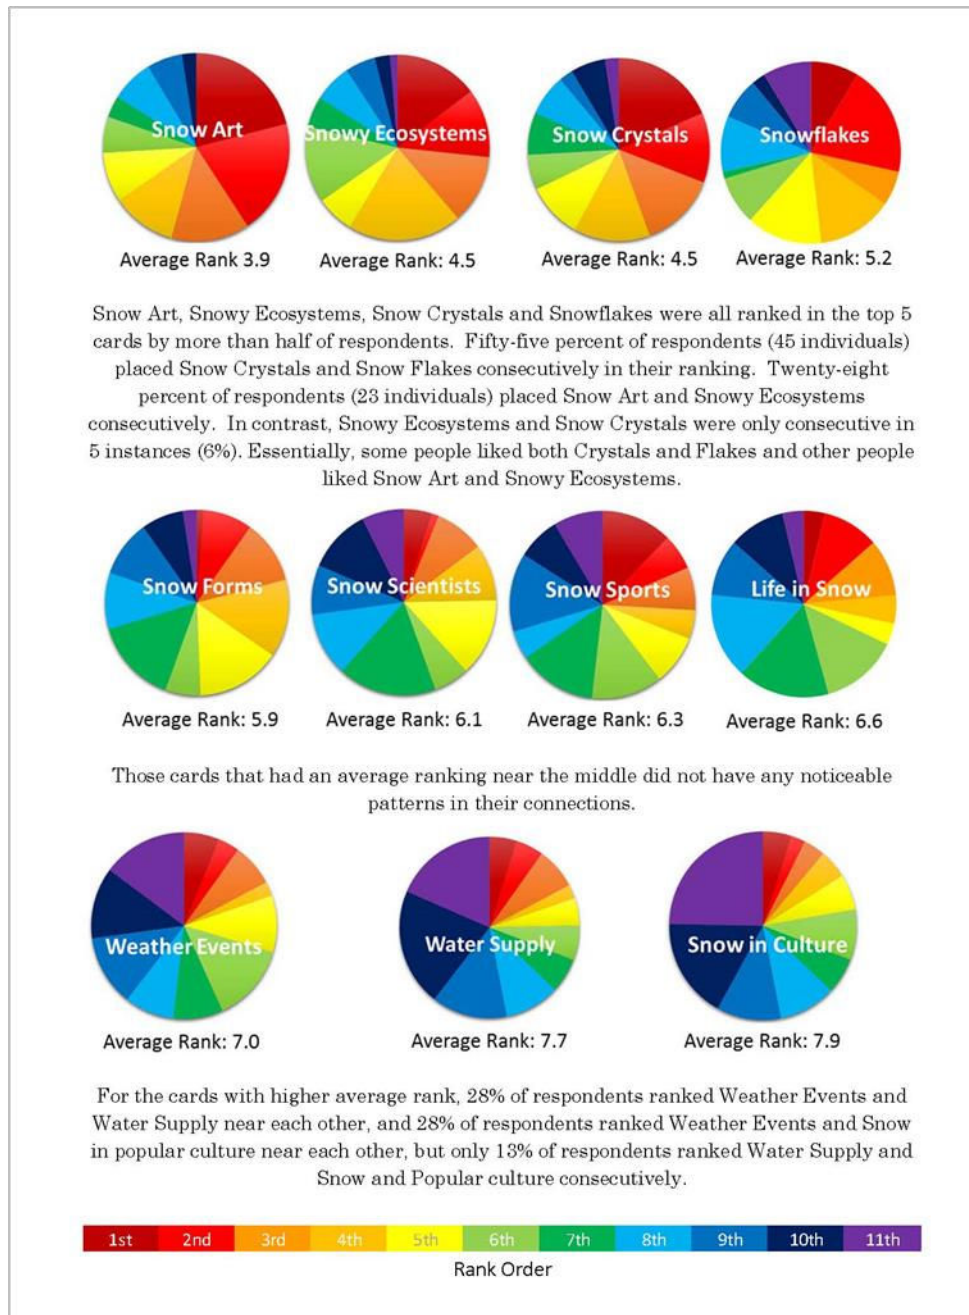 Snow Art
Snowy Ecosystems
Snow Crystals
Snowflakes
Average Rank 3.9
Average Rank: 4.5
Average Rank: 4.5
Average Rank: 5.2
Snow Art, Snowy Ecosystems, Snow Crystals and Snowflakes were all ranked in the top 5
cards by more than half of respondents.  Fifty-five percent of respondents (45 individuals)
placed Snow Crystals and Snow Flakes consecutively in their ranking.  Twenty-eight
percent of respondents (23 individuals) placed Snow Art and Snowy Ecosystems
consecutively.  In contrast, Snowy Ecosystems and Snow Crystals were only consecutive in
5 instances (6%). Essentially, some people liked both Crystals and Flakes and other people
liked Snow Art and Snowy Ecosystems.
Snow Forms
Snow Scientists
Snow Sports
Life in Snow
Average Rank: 5.9
Average Rank: 6.1
Average Rank: 6.3
Average Rank: 6.6
Those cards that had an average ranking near the middle did not have any noticeable
patterns in their connections.
Weather Events
Water Supply
Snow in Culture
Average Rank: 7.0
Average Rank: 7.7
Average Rank: 7.9
For the cards with higher average rank, 28% of respondents ranked Weather Events and
Water Supply near each other, and 28% of respondents ranked Weather Events and Snow
in popular culture near each other, but only 13% of respondents ranked Water Supply and
Snow and Popular culture consecutively.
1st 2nd 3rd 4th 5th 6th 7th 8th 9th 10th 11th
Rank Order